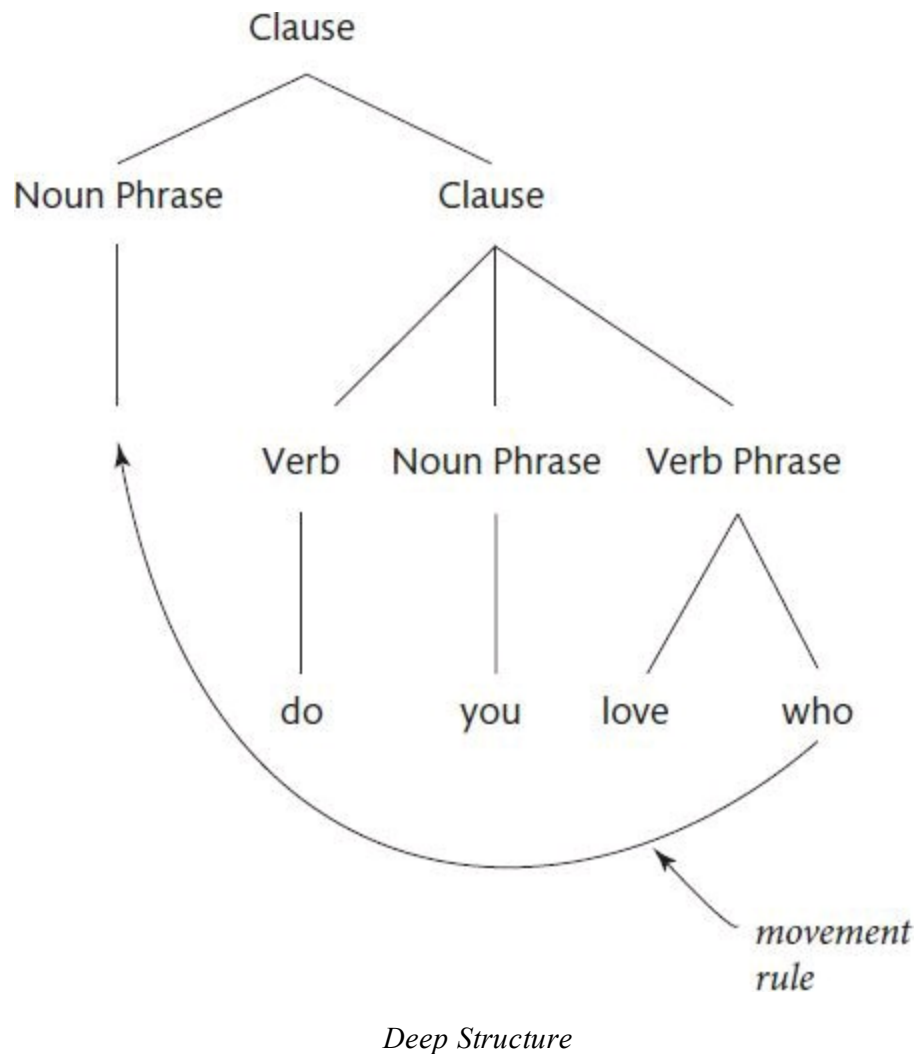 Clause
Noun Phrase Clause
Verb Noun Phrase Verb Phrase
do you love who
movement
rule
Deep Structure